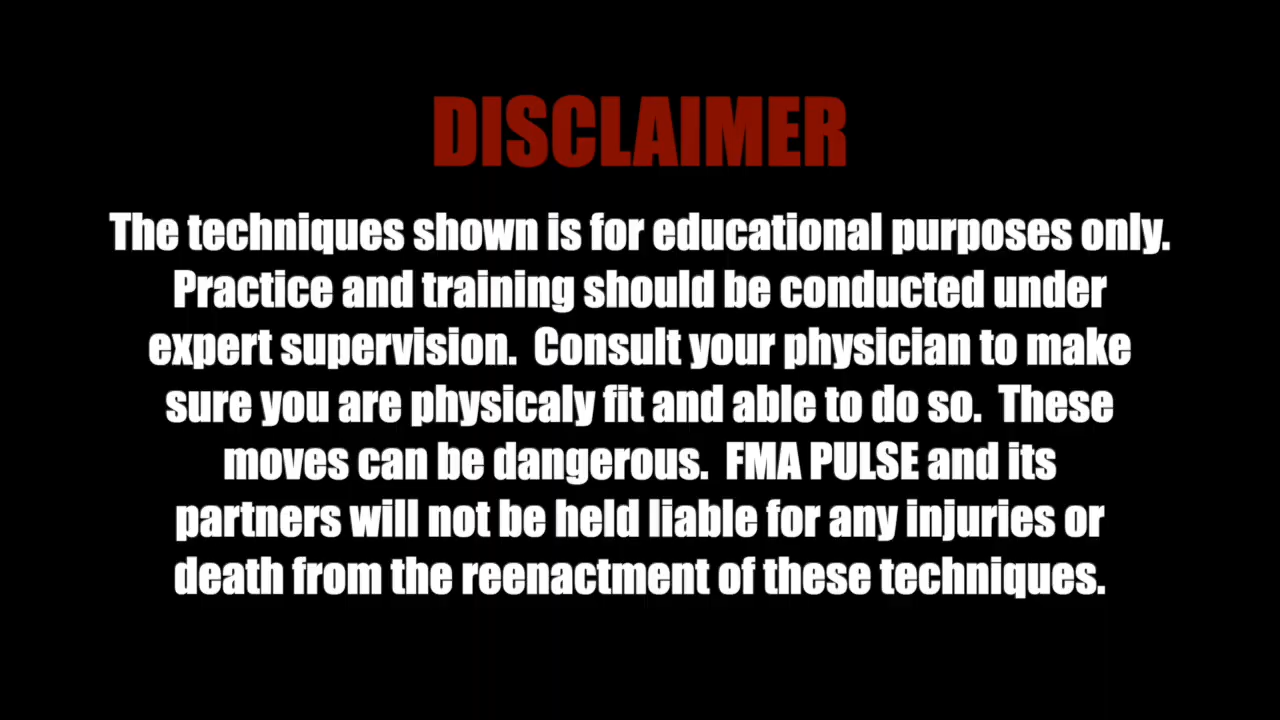 DISCLAIMER
The techniques shown is for educational purposes only.
Practice and training should be conducted under
expert supervision.  Consult your physician to make
sure you are physicaly fit and able to do so.  These
moves can be dangerous.  FMA PULSE and its
partners will not be held liable for any injuries or
death from the reenactment of these techniques.